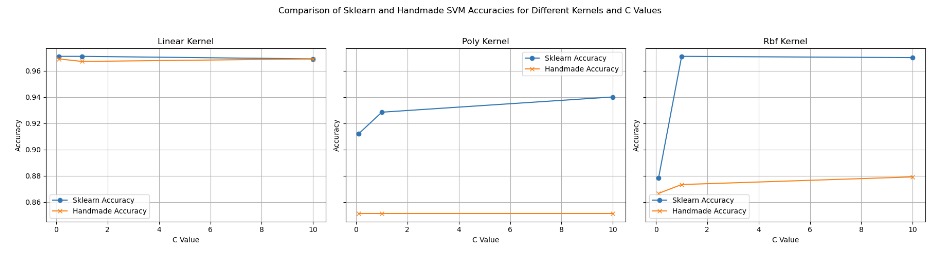 Comparison of Sklearn and Handmade SVM Accuracies for Different Kernels and C Values
Linear Kernel
Accuracy
0.96
0.94
0.92
0.90
0.88
0.86
Sklearn Accuracy
Handmade Accuracy
0 2 4 6 8 10
C Value
Poly Kernel
Accuracy
Sklearn Accuracy
Handmade Accuracy
0 2 4 6 8 10
C Value
Rbf Kernel
Accuracy
Sklearn Accuracy
Handmade Accuracy
0 2 4 6 8 10
C Value